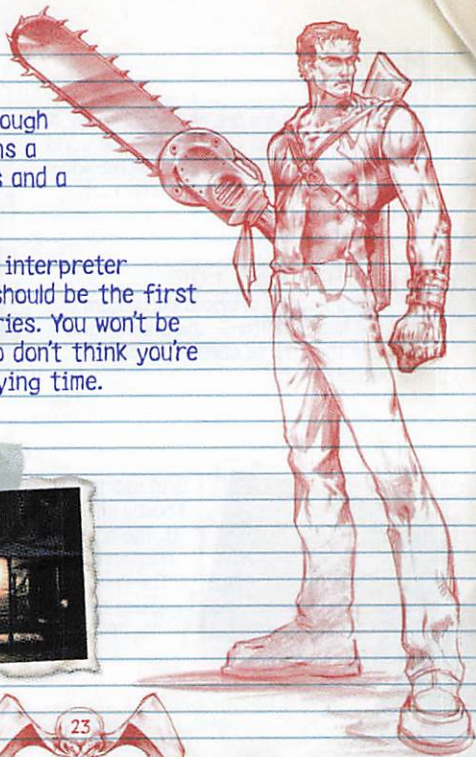 ough
ns a
s and a
interpreter
should be the first
ries. You won't be
o don't think you're
ying time.
23